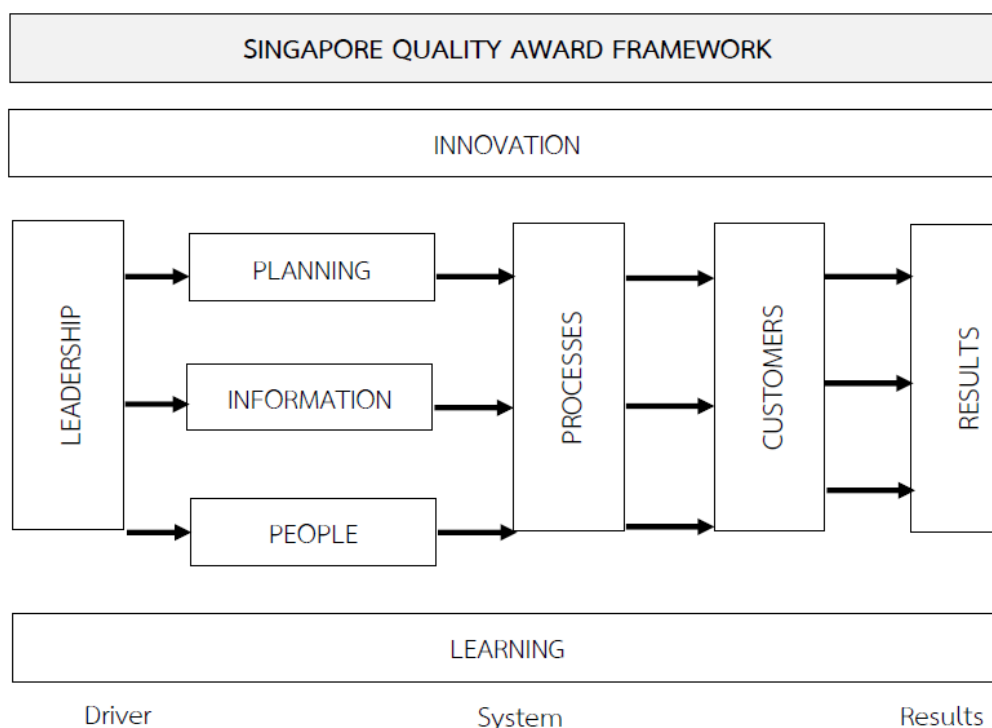 SINGAPORE QUALITY AWARD FRAMEWORK
INNOVATION
LEADERSHIP
PLANNING
INFORMATION
PEOPLE
PROCESSES
CUSTOMERS
RESULTS
LEARNING
Driver
System
Results